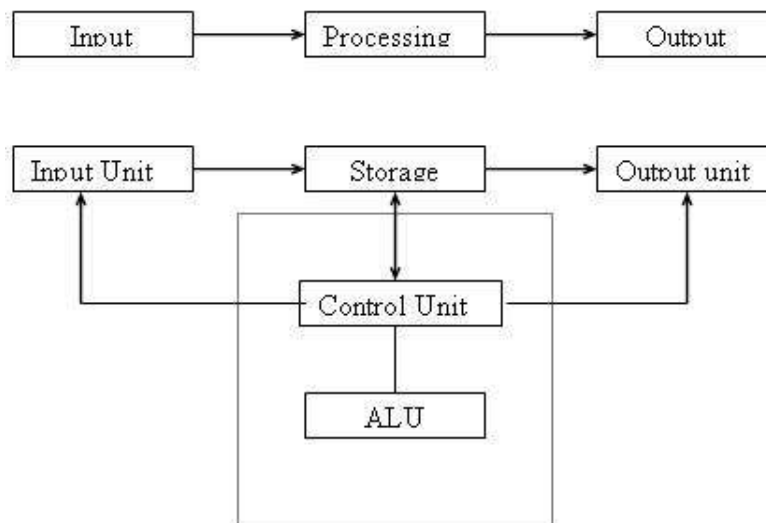 Input
Processing
Output
Input Unit
Storage
Output unit
Control Unit
ALU